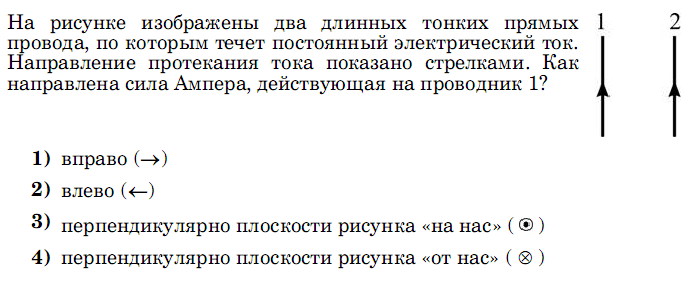 На рисунке изображены два длинных тонких прямых
провода, по которым течет постоянный электрический ток.
Направление протекания тока показано стрелками. Как
направлена сила Ампера, действующая на проводник 1?
1 2
1) вправо (→)
2) влево (←)
3) перпендикулярно плоскости рисунка «на нас» ( ⊙ )
4) перпендикулярно плоскости рисунка «от нас» ( ⊗ )